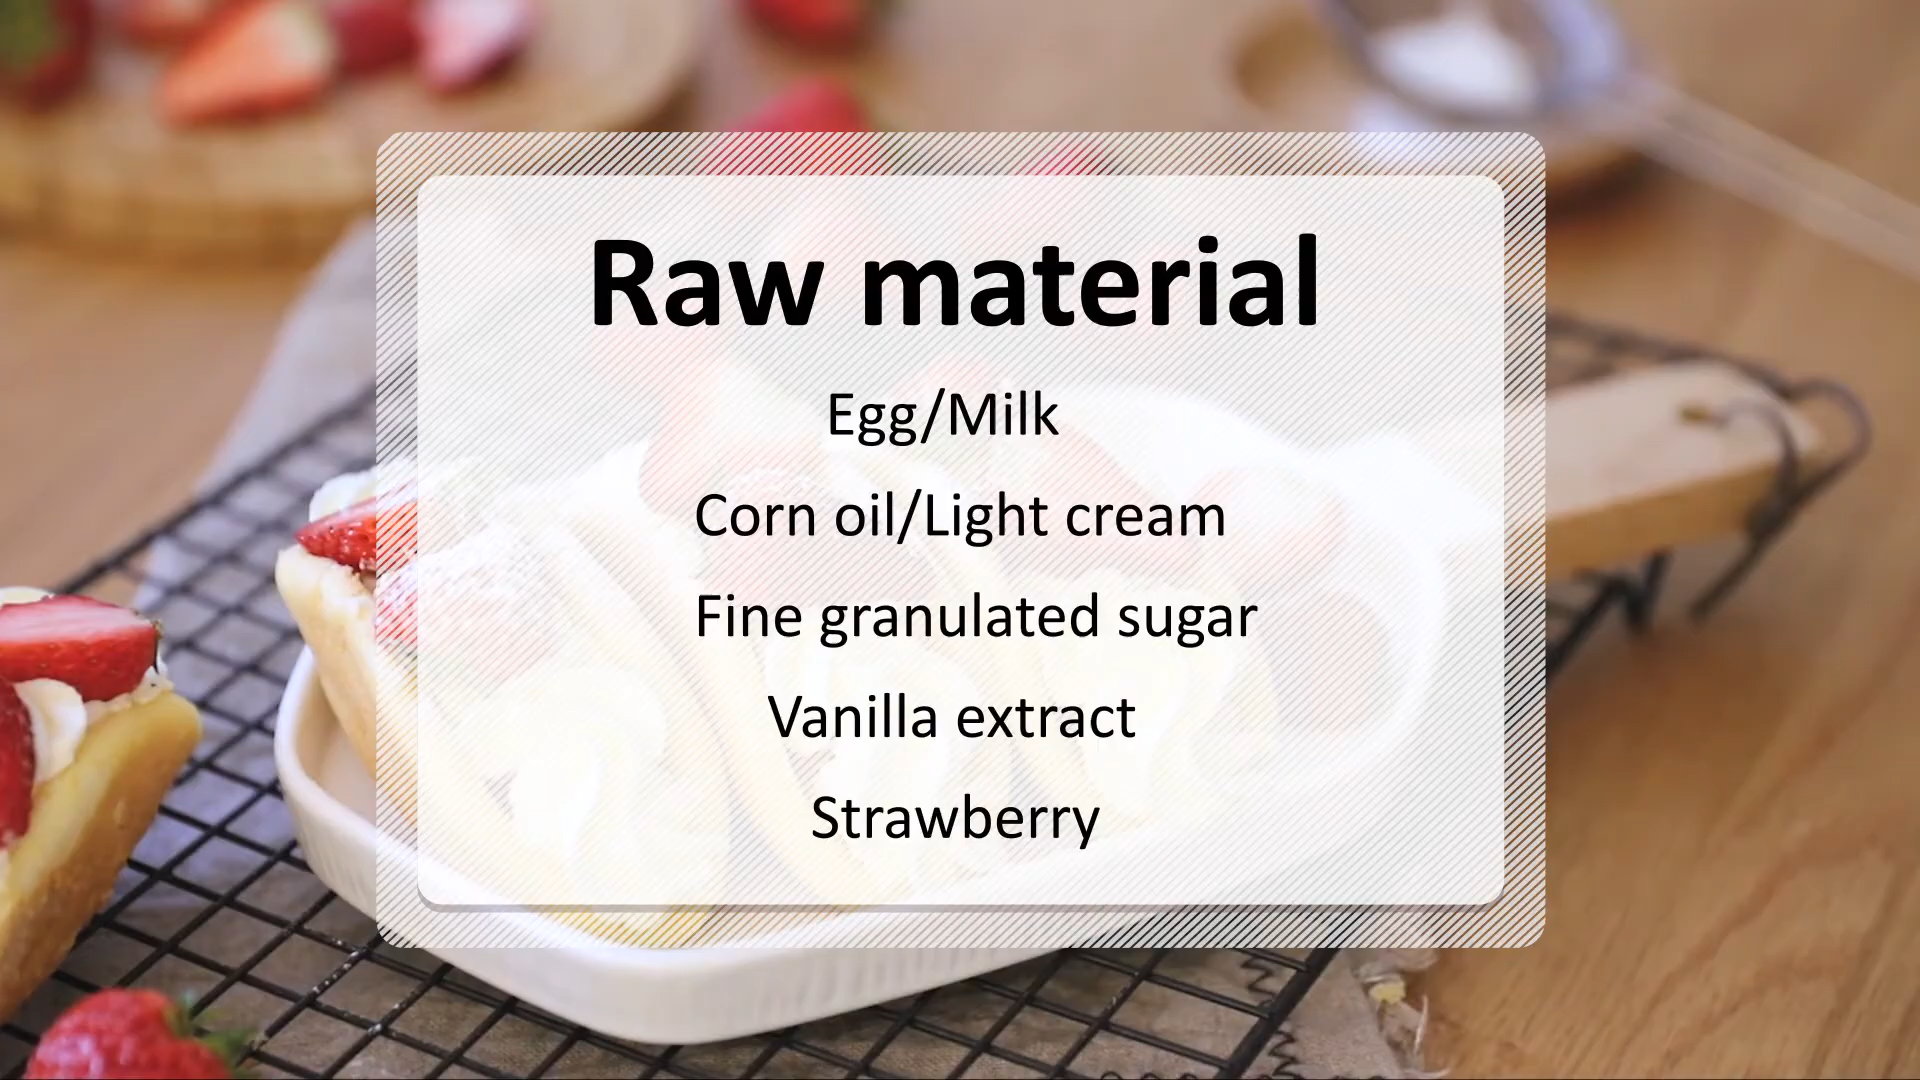 Raw material
Egg/Milk
Corn oil/Light cream
Fine granulated sugar
Vanilla extract
Strawberry